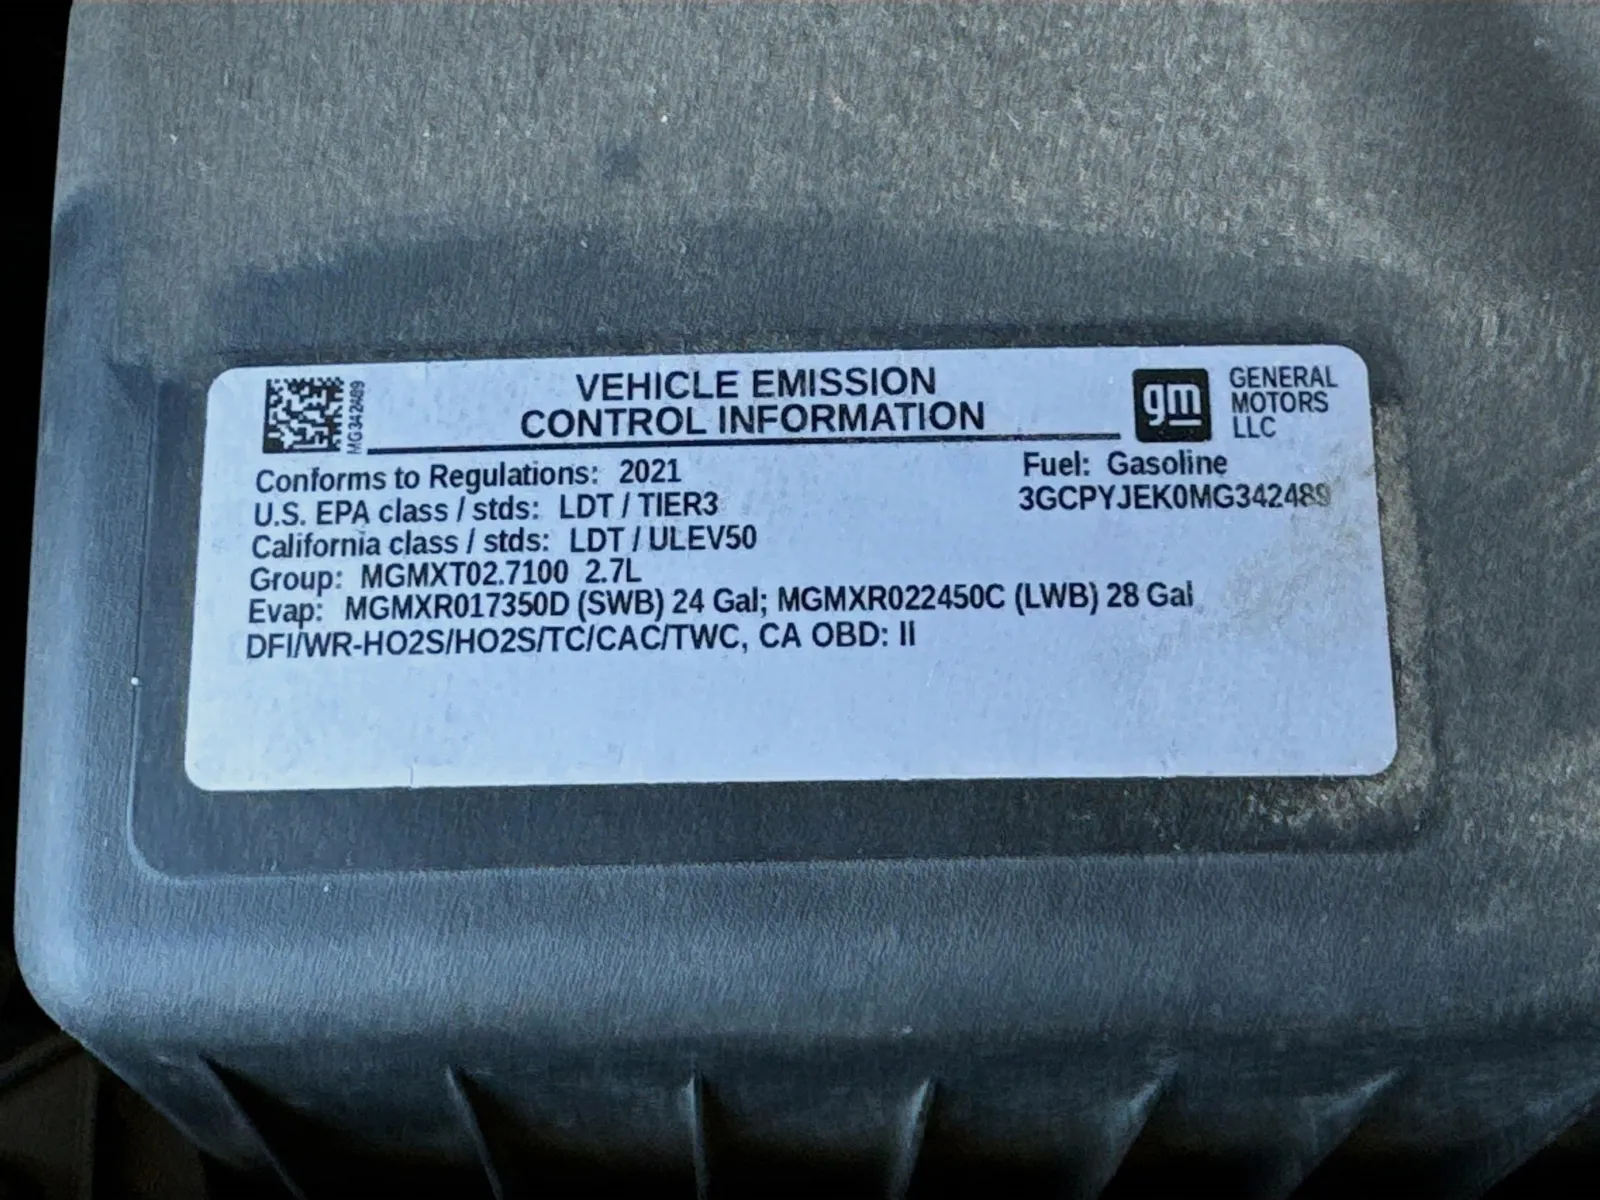 MG342489
VEHICLE EMISSION
CONTROL INFORMATION
gm
GENERAL
MOTORS
LLC
Conforms to Regulations: 2021
Fuel: Gasoline
U.S. EPA class / stds: LDT / TIER3
3GCPYJEK0MG342489
California class / stds: LDT / ULEV50
Group: MGMXT02.7100 2.7L
Evap: MGMXR017350D (SWB) 24 Gal; MGMXR022450C (LWB) 28 Gal
DFI/WR-HO2S/HO2S/TC/CAC/TWC, CA OBD: II